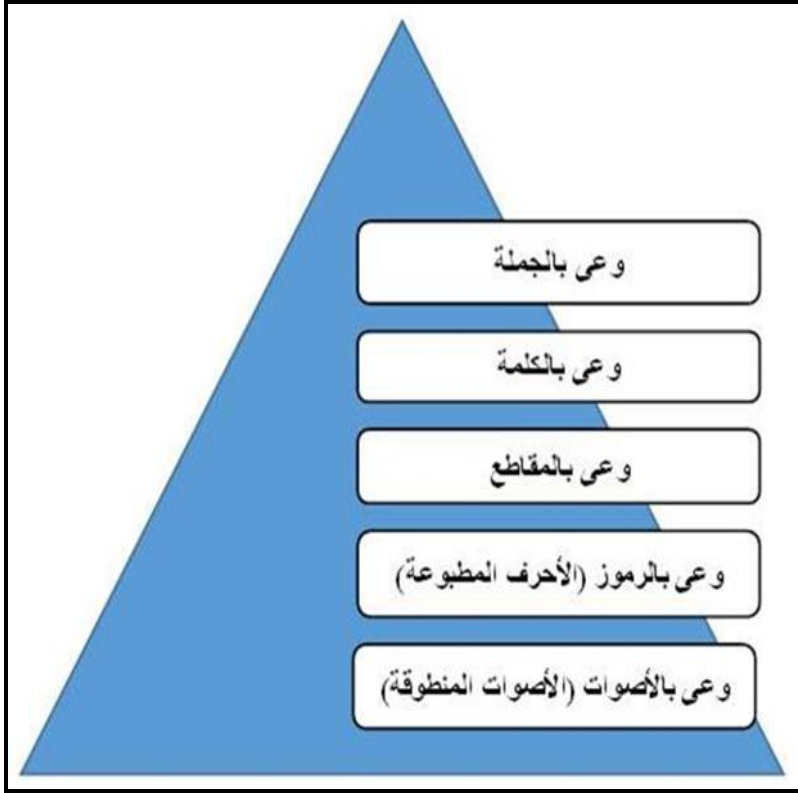 وعى بالجملة
وعى بالكلمة
وعى بالمقاطع
وعى بالرموز (الأحرف المطبوعة)
وعى بالأصوات (الأصوات المنطوقة)